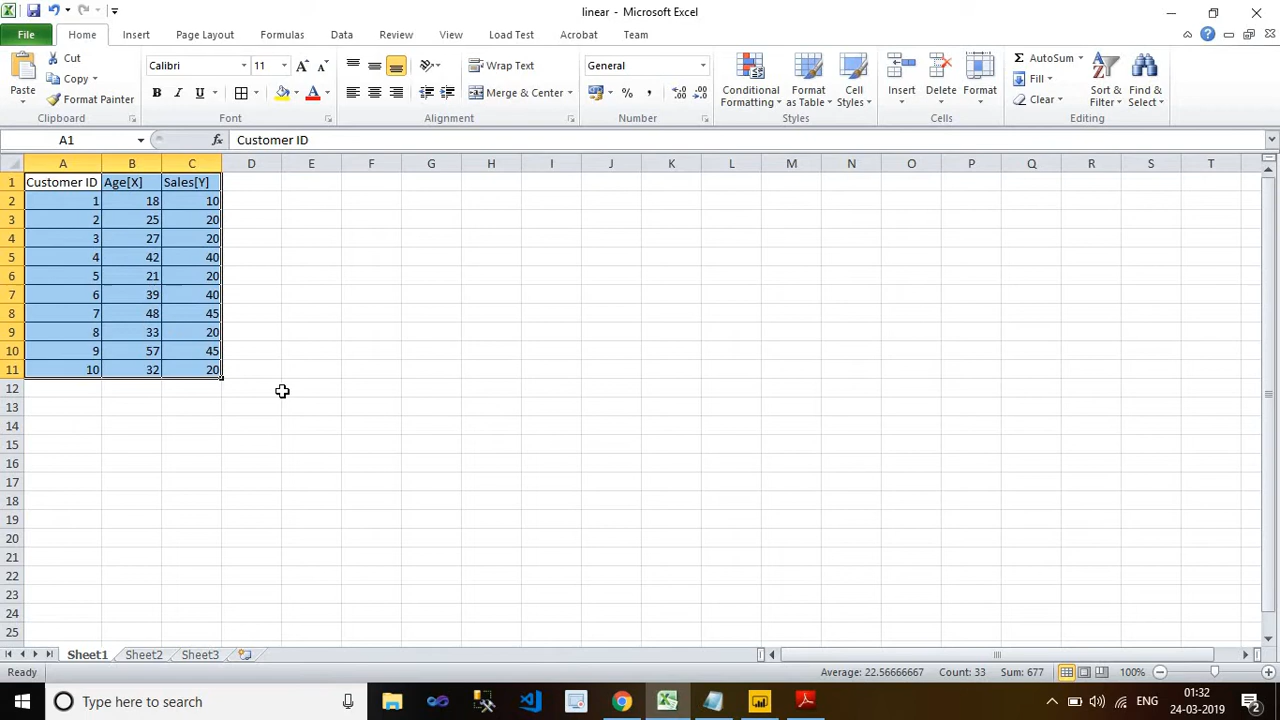 linear - Microsoft Excel
File Home Insert Page Layout Formulas Data Review View Load Test Acrobat Team
Paste
Cut
Copy
Format Painter
Clipboard
Calibri 11
B I U A
Font
Wrap Text
Merge & Center
Alignment
General
%
Number
Conditional Formatting
Format as Table
Cell Styles
Styles
Insert
Delete
Format
Cells
AutoSum
Fill
Clear
Sort & Filter
Find & Select
Editing
A1 fx Customer ID
A B C D E F G H I J K L M N O P Q R S T
1 Customer ID Age[X] Sales[Y]
2 1 18 10
3 2 25 20
4 3 27 20
5 4 42 40
6 5 21 20
7 6 39 40
8 7 48 45
9 8 33 20
10 9 57 45
11 10 32 20
12
13
14
15
16
17
18
19
20
21
22
23
24
25
Sheet1 Sheet2 Sheet3
Ready Average: 22.56666667 Count: 33 Sum: 677 100%
Type here to search
ENG
01:32
24-03-2019
2